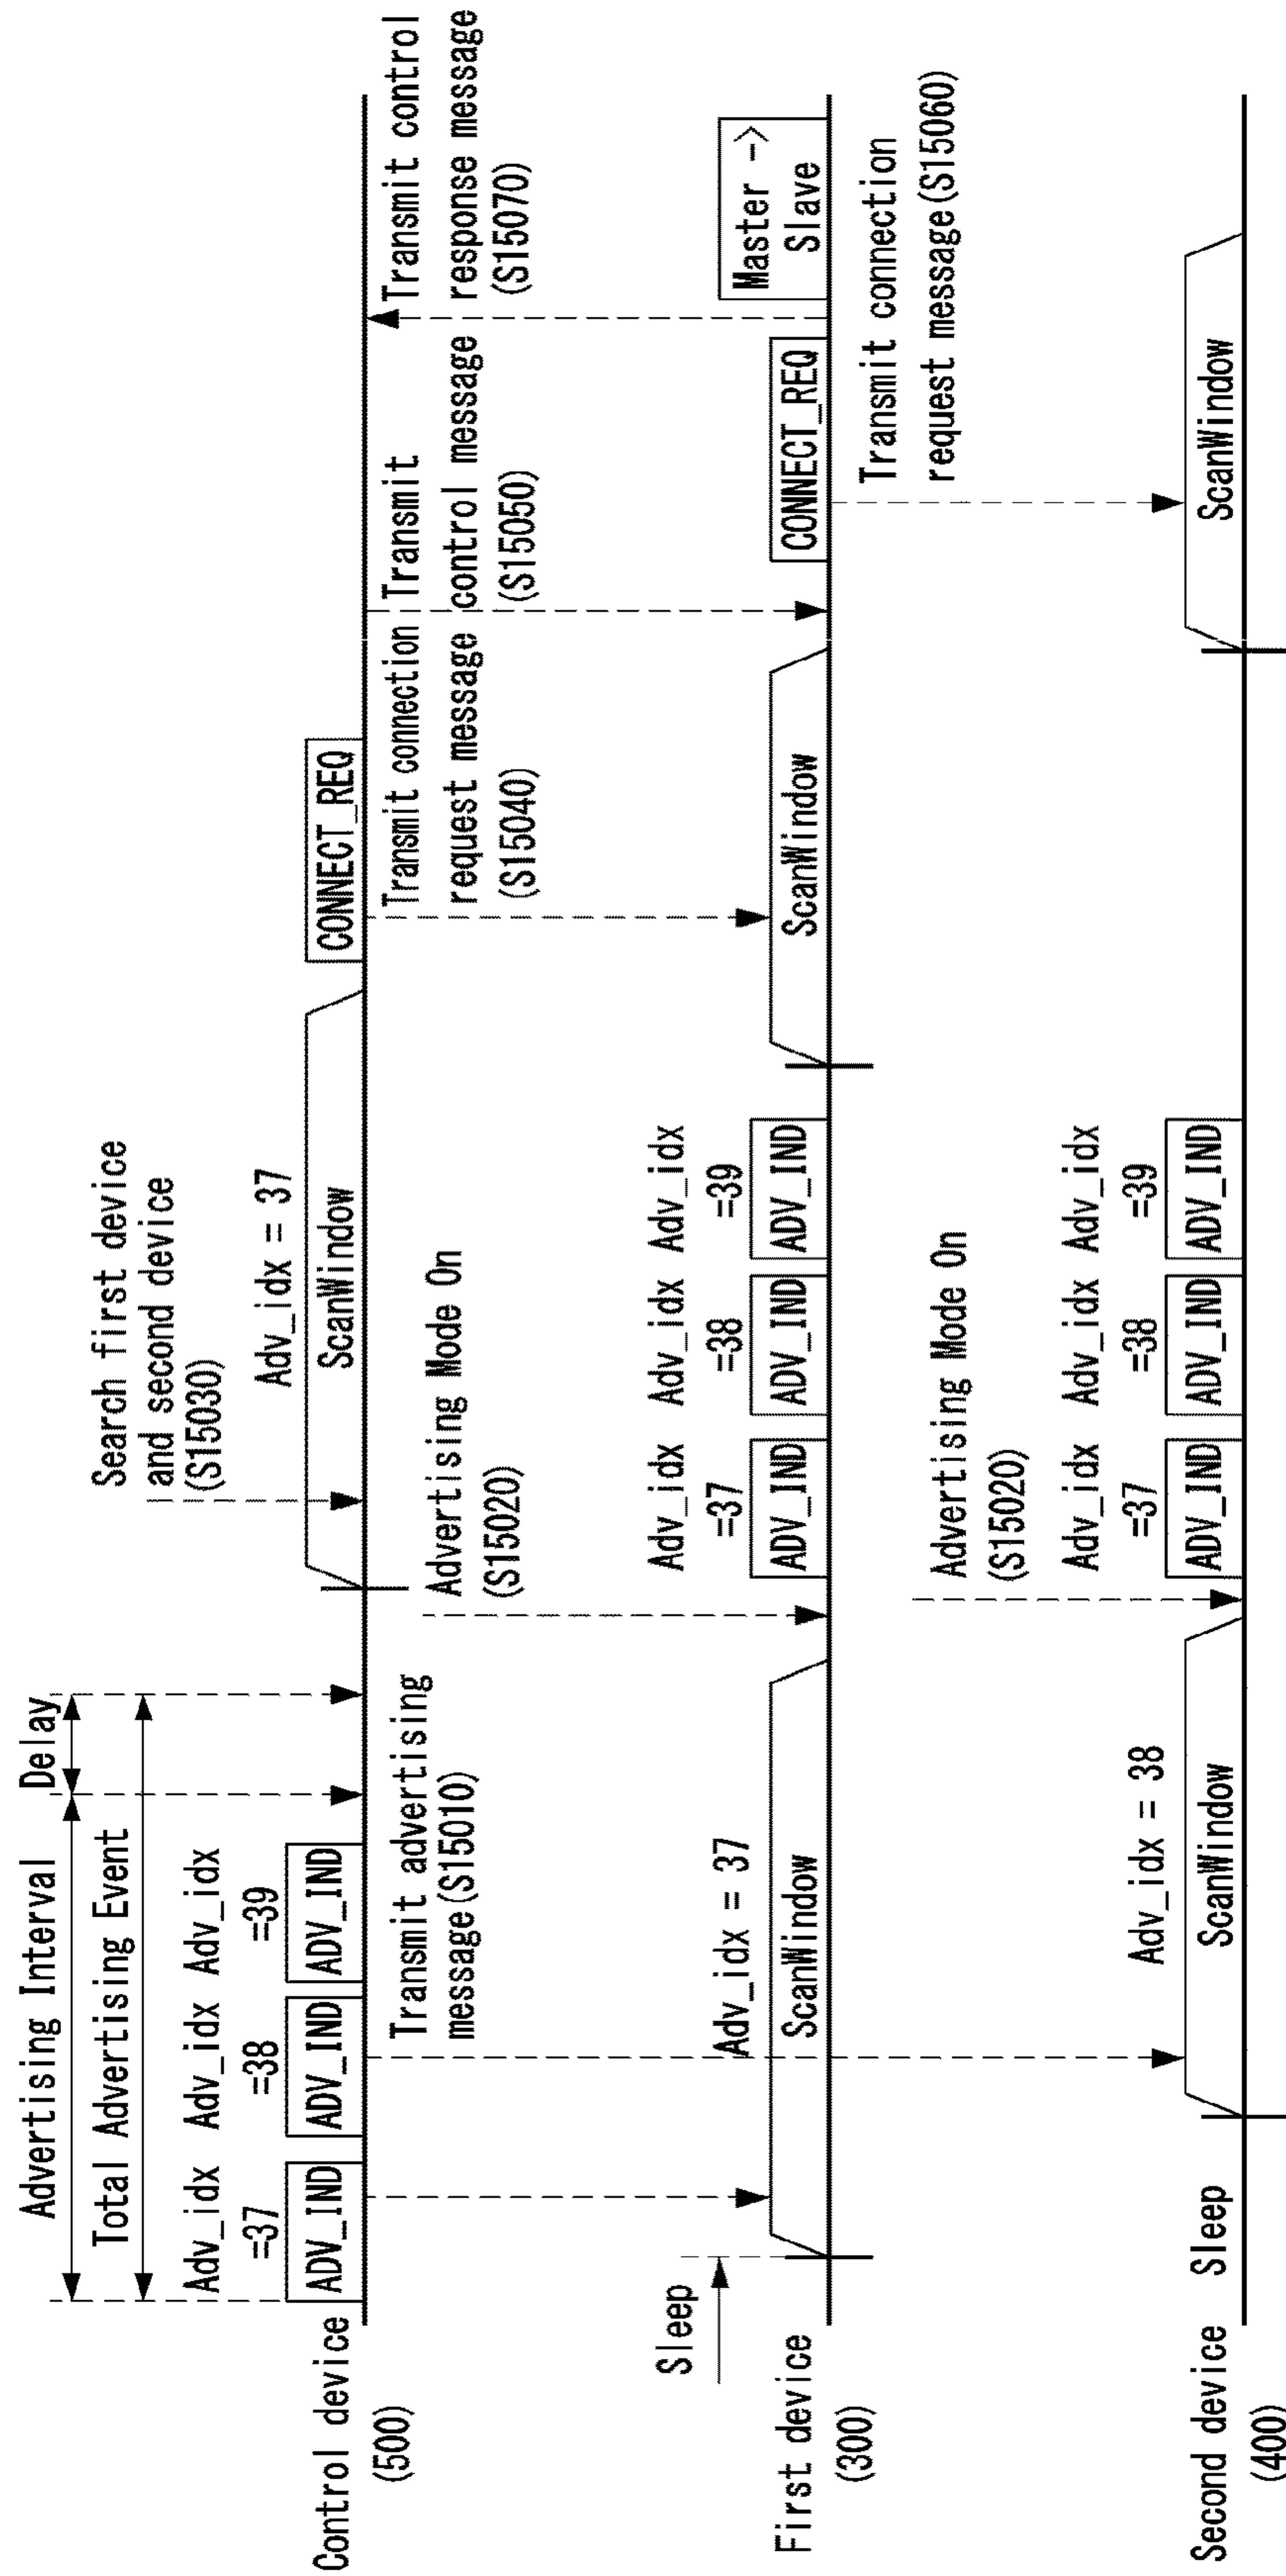 Advertising Interval
Delay
Total Advertising Event
Search first device
and second device
(S15030)
Adv_idx
=37
Adv_idx
=38
Adv_idx
=39
Adv_idx = 37
Control device
(500)
ADV_IND
ADV_IND
ADV_IND
ScanWindow
CONNECT_REQ
Transmit advertising
message(S15010)
Advertising Mode On
(S15020)
Transmit connection
request message
(S15040)
Transmit
control message
(S15050)
Transmit control
response message
(S15070)
Sleep
Adv_idx = 37
Adv_idx
=37
Adv_idx
=38
Adv_idx
=39
First device
(300)
ScanWindow
ADV_IND
ADV_IND
ADV_IND
ScanWindow
CONNECT_REQ
Master ->
Slave
Transmit connection
request message(S15060)
Advertising Mode On
(S15020)
Adv_idx = 38
Adv_idx
=37
Adv_idx
=38
Adv_idx
=39
Second device
(400)
Sleep
ScanWindow
ADV_IND
ADV_IND
ADV_IND
ScanWindow